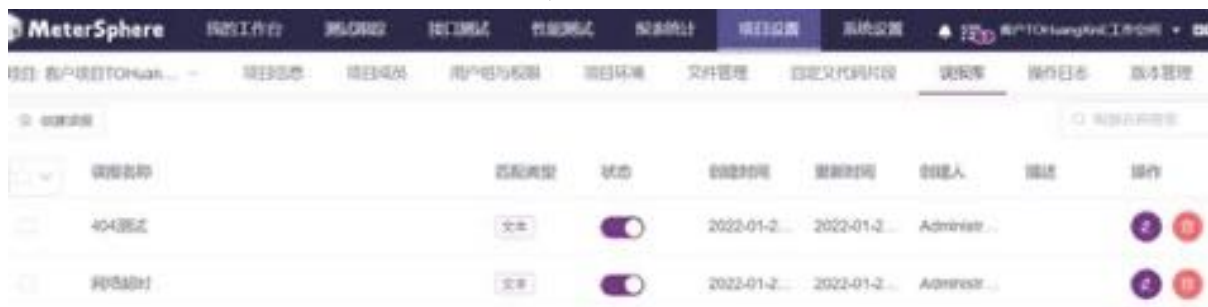 MeterSphere 我的工作台 测试跟踪 接口测试 性能测试 报表统计 项目设置 系统设置
项目信息 项目成员 用户组与权限 项目环境 文件管理 自定义代码片段 误报库 操作日志 版本管理
创建误报
误报名称 匹配类型 状态 创建时间 更新时间 创建人 描述 操作
404测试 文本 2022-01-2... 2022-01-2... Administr...
网络超时 文本 2022-01-2... 2022-01-2... Administr...